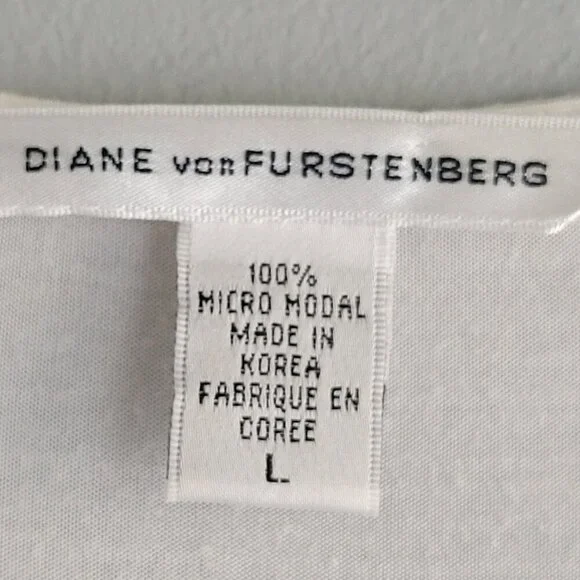 DIANE von FURSTENBERG
100%
MICRO MODAL
MADE IN
KOREA
FABRIQUE EN
COREE
L